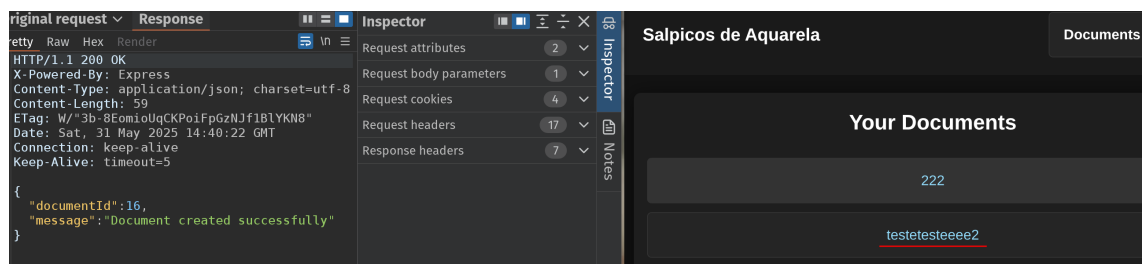 riginal request
Response
Inspector
etty Raw Hex Render
\n
HTTP/1.1 200 OK
X-Powered-By: Express
Content-Type: application/json; charset=utf-8
Content-Length: 59
ETag: W/"3b-8EomioUqCKPoiFpGzNJf1BlYKN8"
Date: Sat, 31 May 2025 14:40:22 GMT
Connection: keep-alive
Keep-Alive: timeout=5
{
"documentId":16,
"message":"Document created successfully"
}
Request attributes 2
Request body parameters 1
Request cookies 4
Request headers 17
Response headers 7
Inspector
Notes
Salpicos de Aquarela
Documents
Your Documents
222
testetesteeee2